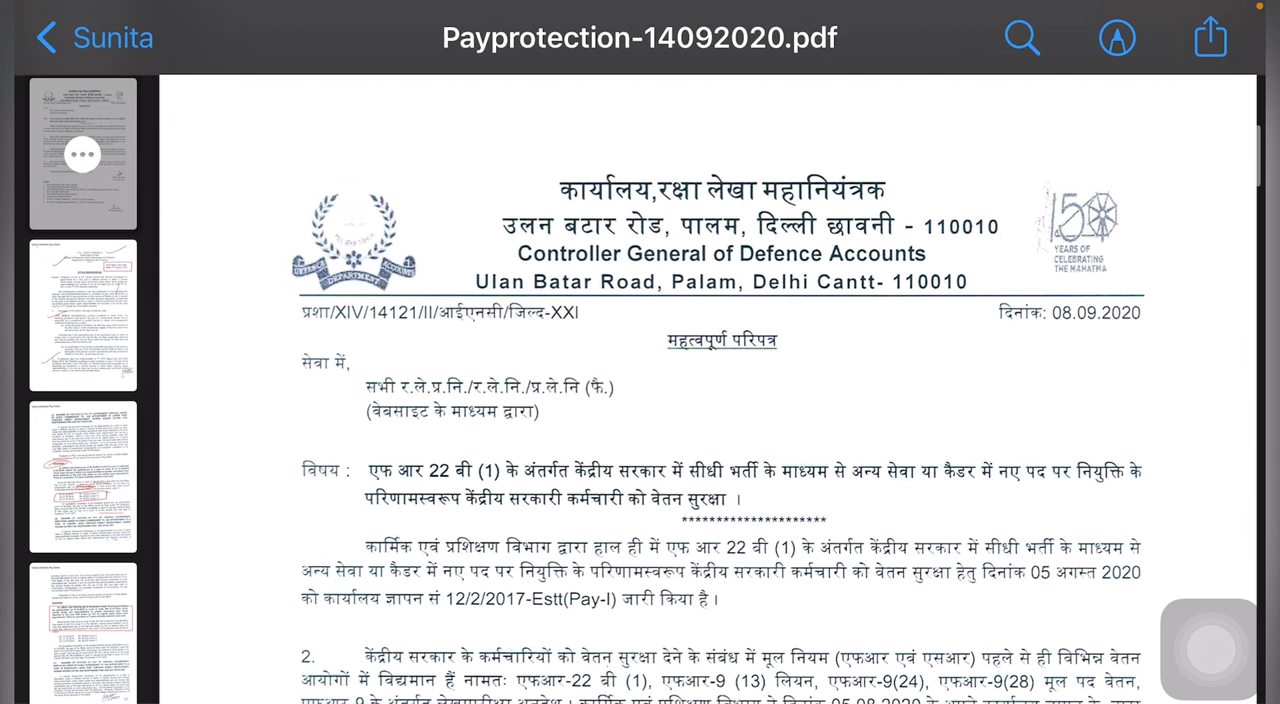 Sunita
Payprotection-14092020.pdf
कार्यालय,रक्षा लेखा महानियंत्रक
उलन बटार रोड, पालम, दिल्ली छावनी - 110010
Controller General of Defence Accounts
Ulan Batar Road, Palam, Delhi Cantt- 110010
DEFENCE ACCOUNTS DEPARTMENT
150
YEARS OF
CELEBRATING
THE MAHATMA
प्रशा/XIV/14121/II/आईएनसी/जिल्द-XXI
दिनांक: 08.09.2020
महत्वपूर्ण परिपत्र
सेवा में,
सभी र.ले.प्र.नि./र.ले.नि./प्र.ले.नि (फै.)
(वेबसाइट के माध्यम द्वारा)
विषय : एफ आर 22 बी (1) के अंतर्गत केंद्रीय सरकार में सीधी भर्ती के माध्यम से अन्य सेवा या कैडर में नए पद पर नियुक्ति के
परिणामस्वरूप केंद्रीय सरकारी कर्मचारी को वेतन सुरक्षा ।
********************
कार्मिक एवं प्रशिक्षण विभाग द्वारा हाल ही में एफ आर 22 बी (1) के अंतर्गत केंद्रीय सरकार में सीधी भर्ती के माध्यम से
अन्य सेवा या कैडर में नए पद पर नियुक्ति के परिणामस्वरूप केंद्रीय सरकारी कर्मचारी को वेतन सुरक्षा हेतु दिनांक 05 अगस्त 2020
को कार्यालय ज्ञापन सं 12/2/2017-Estt(Pay-I) जारी किया है।
2. केंद्रीय सरकार के कर्मचारियों को वेतन सुरक्षा देने के संदर्भ में नियम (एफआर एवं एसआर) पहले से ही विभिन्न वेतन
आयोगों में विद्यमान है नामतः एफआर-22 बी (1), एफआर-9 (13) लियन, एफआर-9(24), एफआर-9(28) मूल पद वेतन,